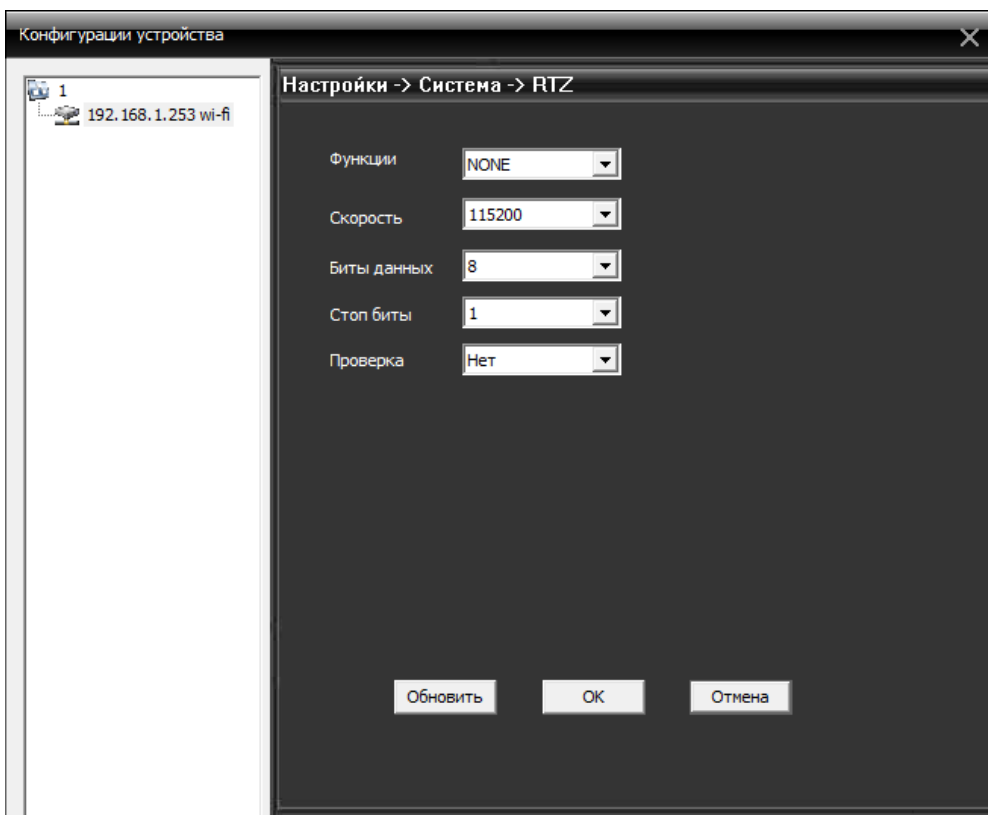 Конфигурации устройства
1
192.168.1.253 wi-fi
Настройки -> Система -> RTZ
Функции NONE
Скорость 115200
Биты данных 8
Стоп биты 1
Проверка Нет
Обновить OK Отмена